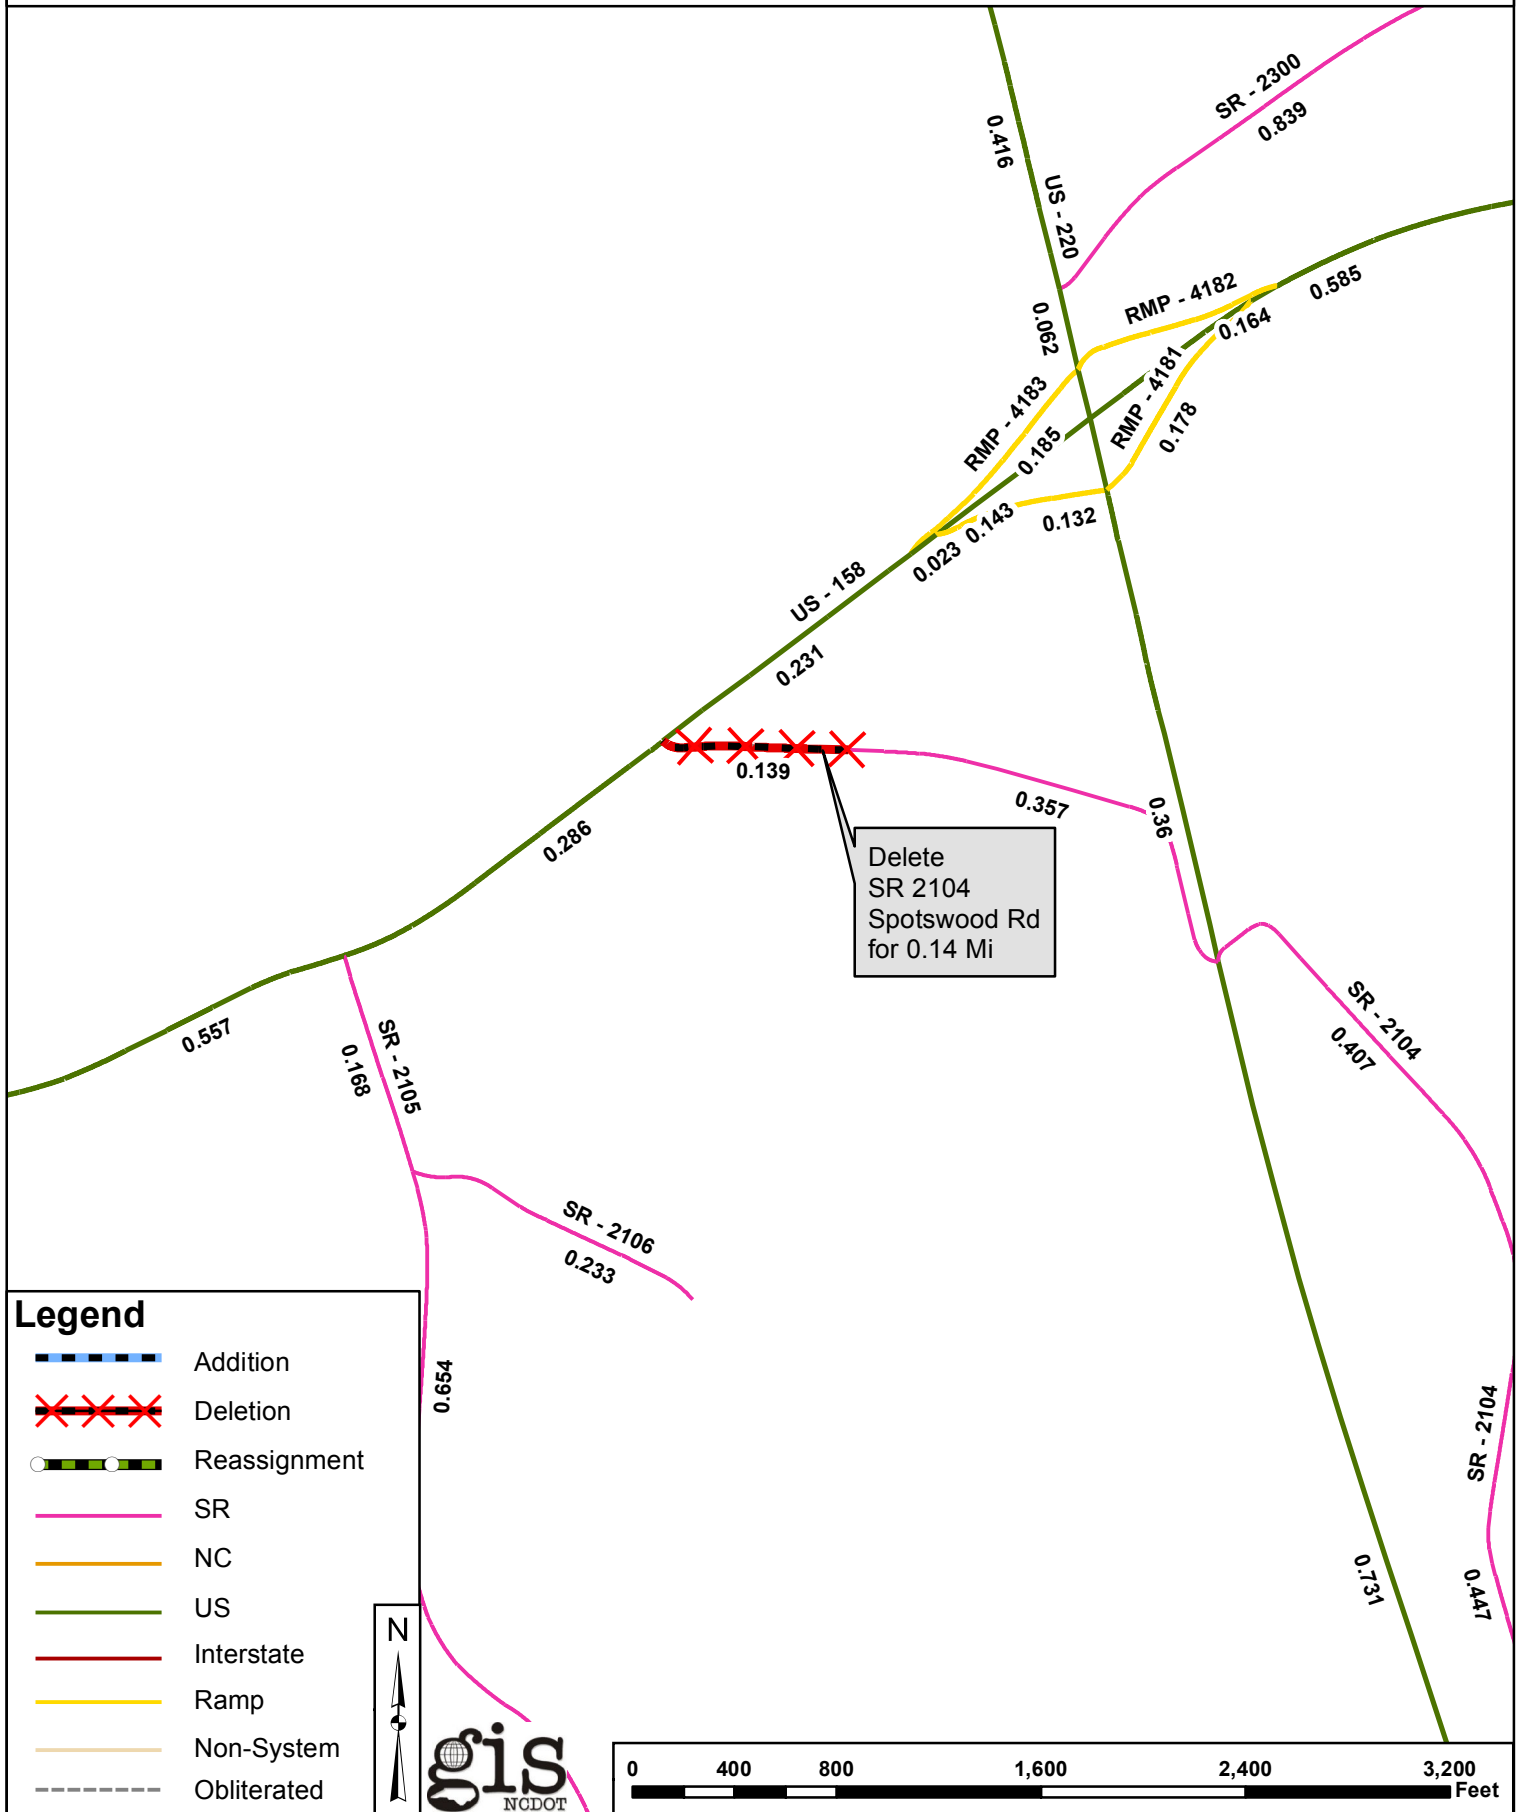 SR - 2300
0.839
0.416
US - 220
0.585
RMP - 4182
0.164
0.062
RMP - 4181
RMP - 4183
0.178
0.185
0.143
0.132
0.023
US - 158
0.231
0.139
0.357
0.36
0.286
Delete
SR 2104
Spotswood Rd
for 0.14 Mi
0.557
SR - 2105
0.168
SR - 2104
0.407
SR - 2106
0.233
0.654
SR - 2104
0.731
0.447
Legend
Addition
Deletion
Reassignment
SR
NC
US
Interstate
Ramp
Non-System
Obliterated
N
gis
NCDOT
0 400 800 1,600 2,400 3,200
Feet